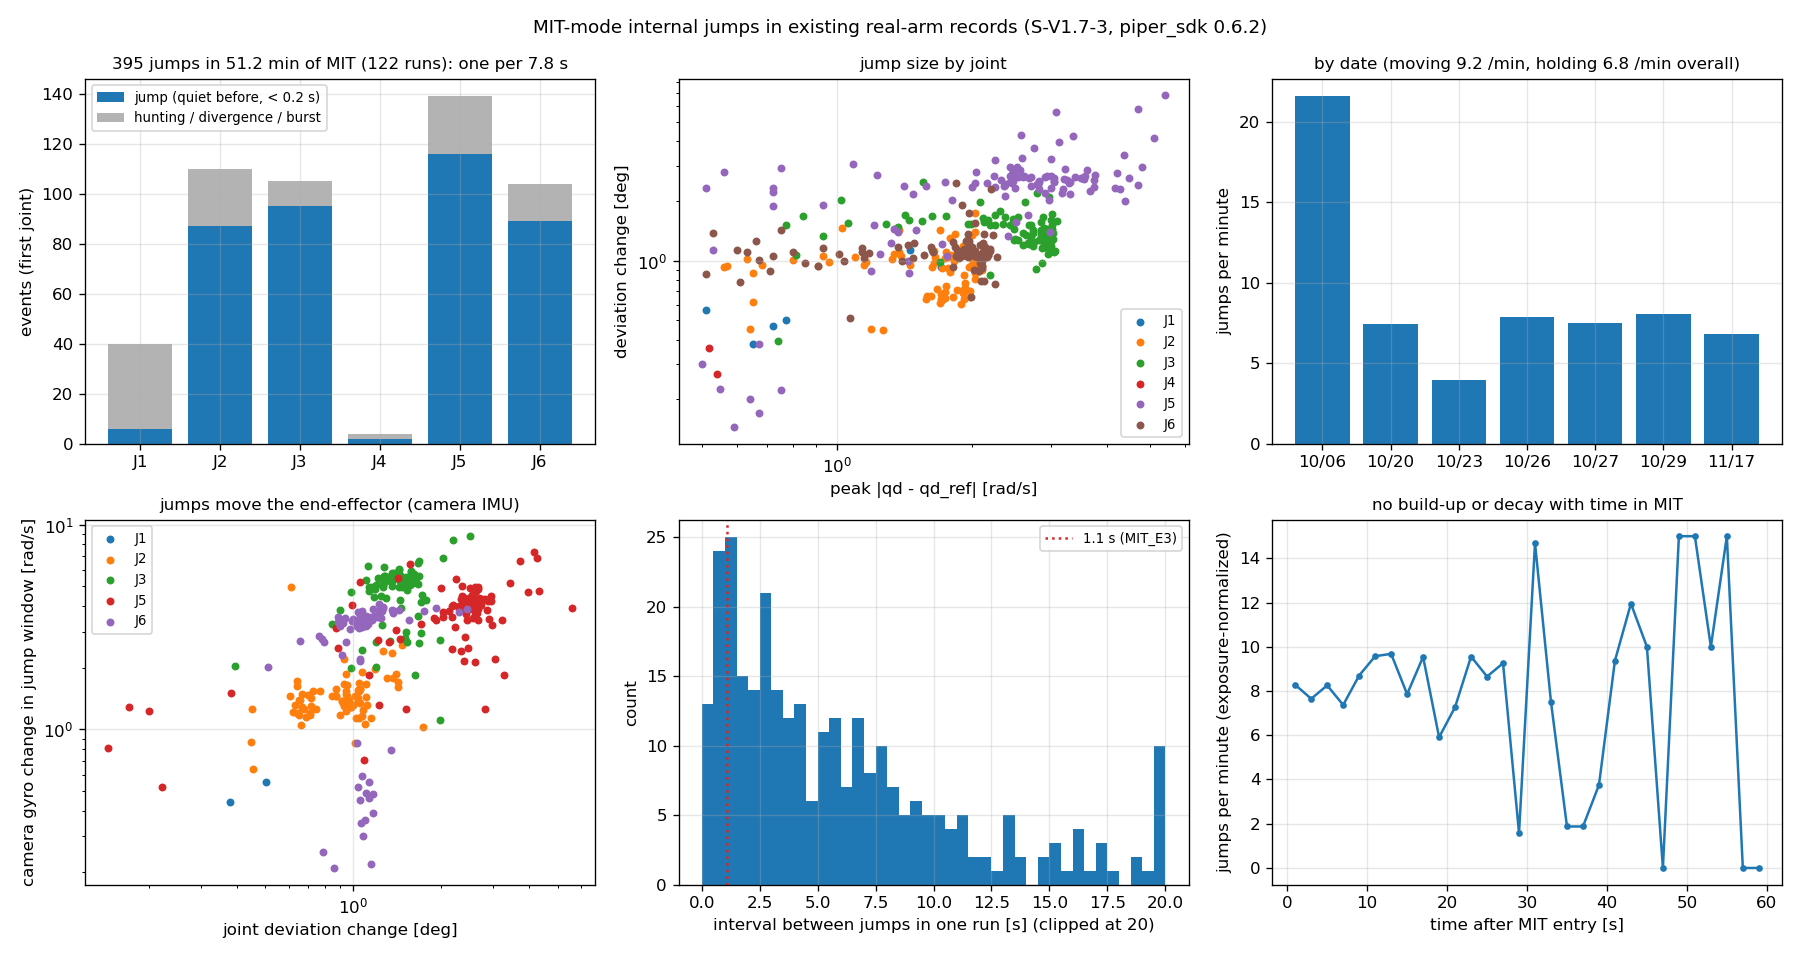 MIT-mode internal jumps in existing real-arm records (S-V1.7-3, piper_sdk 0.6.2)
395 jumps in 51.2 min of MIT (122 runs): one per 7.8 s
events (first joint)
140
120
100
80
60
40
20
0
jump (quiet before, < 0.2 s)
hunting / divergence / burst
J1 J2 J3 J4 J5 J6
jump size by joint
deviation change [deg]
10⁰
J1
J2
J3
J4
J5
J6
10⁰
peak |qd - qd_ref| [rad/s]
by date (moving 9.2 /min, holding 6.8 /min overall)
jumps per minute
20
15
10
5
0
10/06 10/20 10/23 10/26 10/27 10/29 11/17
jumps move the end-effector (camera IMU)
camera gyro change in jump window [rad/s]
10¹
10⁰
J1
J2
J3
J5
J6
10⁰
joint deviation change [deg]
count
25
20
15
10
5
0
1.1 s (MIT_E3)
0.0 2.5 5.0 7.5 10.0 12.5 15.0 17.5 20.0
interval between jumps in one run [s] (clipped at 20)
no build-up or decay with time in MIT
jumps per minute (exposure-normalized)
14
12
10
8
6
4
2
0
0 10 20 30 40 50 60
time after MIT entry [s]